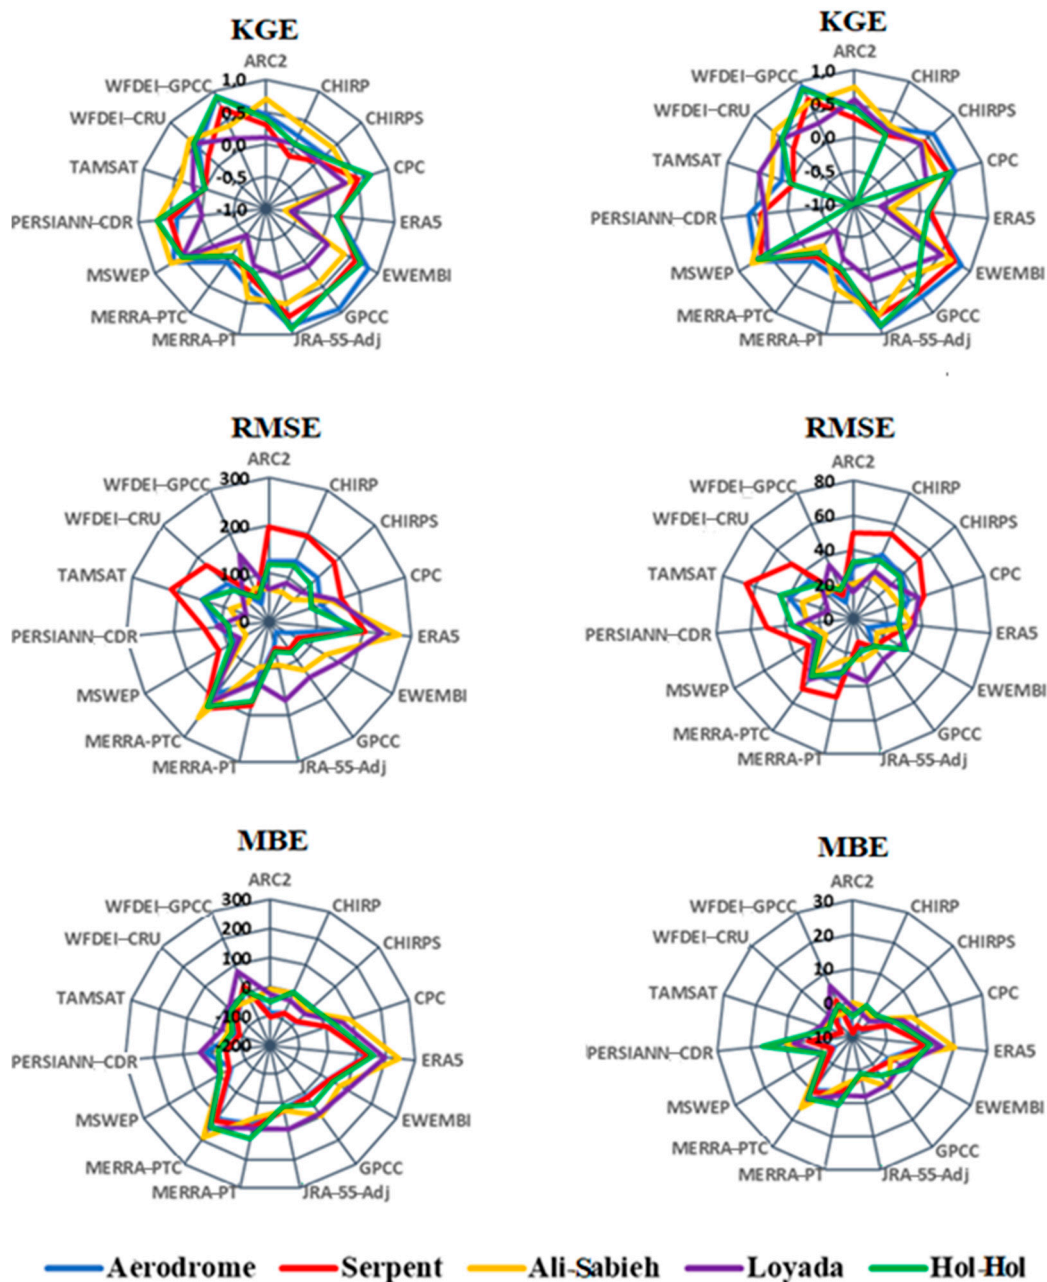 KGE
ARC2
CHIRP
CHIRPS
CPC
ERA5
EWEMBI
GPCC
JRA-55-Adj
MERRA-PT
MERRA-PTC
MSWEP
PERSIANN-CDR
TAMSAT
WFDEI-CRU
WFDEI-GPCC
1,0
0,5
0,0
-0,5
-1,0
KGE
ARC2
CHIRP
CHIRPS
CPC
ERA5
EWEMBI
GPCC
JRA-55-Adj
MERRA-PT
MERRA-PTC
MSWEP
PERSIANN-CDR
TAMSAT
WFDEI-CRU
WFDEI-GPCC
1,0
0,5
0,0
-0,5
-1,0
RMSE
ARC2
CHIRP
CHIRPS
CPC
ERA5
EWEMBI
GPCC
JRA-55-Adj
MERRA-PT
MERRA-PTC
MSWEP
PERSIANN-CDR
TAMSAT
WFDEI-CRU
WFDEI-GPCC
300
200
100
0
RMSE
ARC2
CHIRP
CHIRPS
CPC
ERA5
EWEMBI
GPCC
JRA-55-Adj
MERRA-PT
MERRA-PTC
MSWEP
PERSIANN-CDR
TAMSAT
WFDEI-CRU
WFDEI-GPCC
80
60
40
20
0
MBE
ARC2
CHIRP
CHIRPS
CPC
ERA5
EWEMBI
GPCC
JRA-55-Adj
MERRA-PT
MERRA-PTC
MSWEP
PERSIANN-CDR
TAMSAT
WFDEI-CRU
WFDEI-GPCC
300
200
100
0
-100
-200
MBE
ARC2
CHIRP
CHIRPS
CPC
ERA5
EWEMBI
GPCC
JRA-55-Adj
MERRA-PT
MERRA-PTC
MSWEP
PERSIANN-CDR
TAMSAT
WFDEI-CRU
WFDEI-GPCC
30
20
10
0
-10
Aerodrome Serpent Ali-Sabieh Loyada Hol-Hol